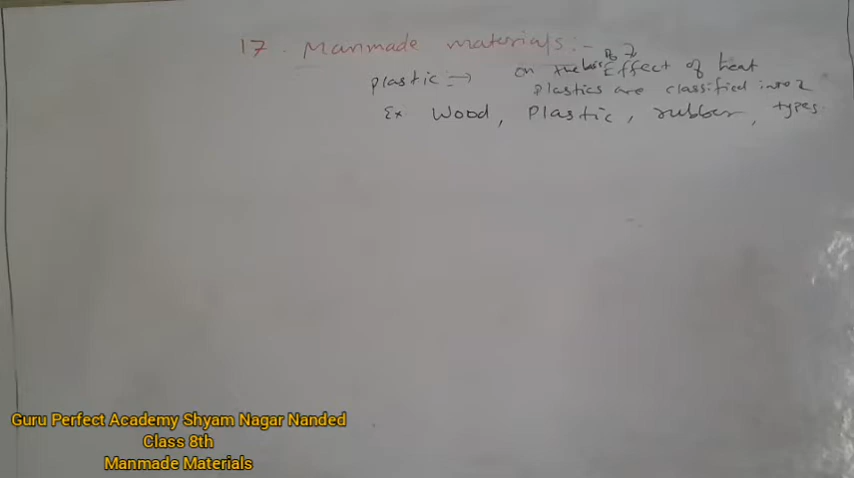 17. Manmade materials:-
plastic => on the basis of Effect of heat
plastics are classified into 2
Ex Wood, Plastic, rubber, types.
Guru Perfect Academy Shyam Nagar Nanded
Class 8th
Manmade Materials